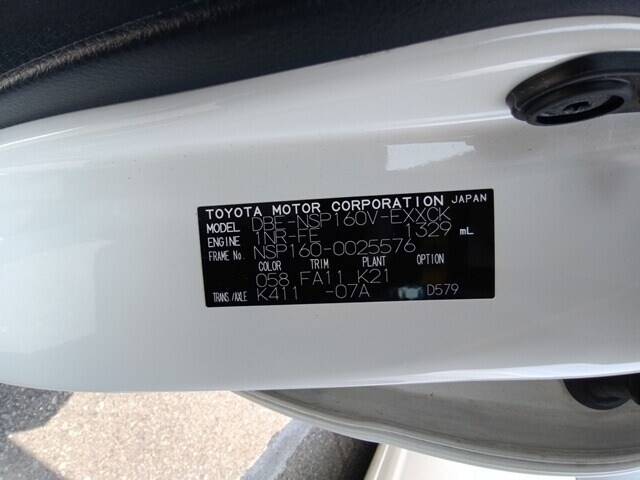 TOYOTA MOTOR CORPORATION JAPAN
MODEL DBE-NSP160V-EXXCK
ENGINE 1NR-FE 1329 mL
FRAME No. NSP160-0025576
COLOR TRIM PLANT OPTION
058 FA11 K21
TRANS./AXLE K411 -07A D579